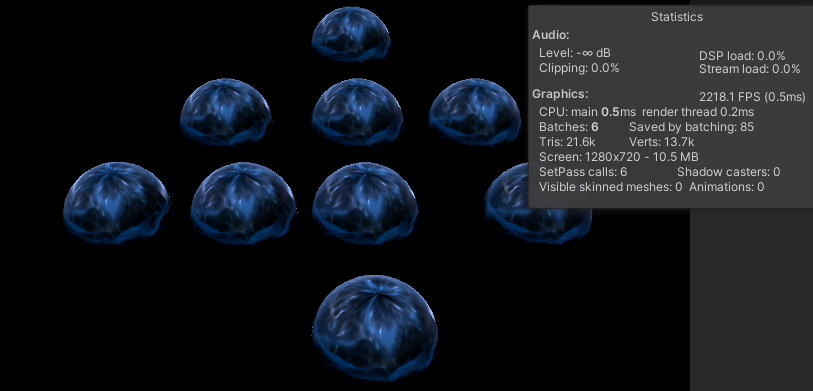 Statistics
Audio:
Level: -∞ dB DSP load: 0.0%
Clipping: 0.0% Stream load: 0.0%
Graphics: 2218.1 FPS (0.5ms)
CPU: main 0.5ms render thread 0.2ms
Batches: 6 Saved by batching: 85
Tris: 21.6k Verts: 13.7k
Screen: 1280x720 - 10.5 MB
SetPass calls: 6 Shadow casters: 0
Visible skinned meshes: 0 Animations: 0